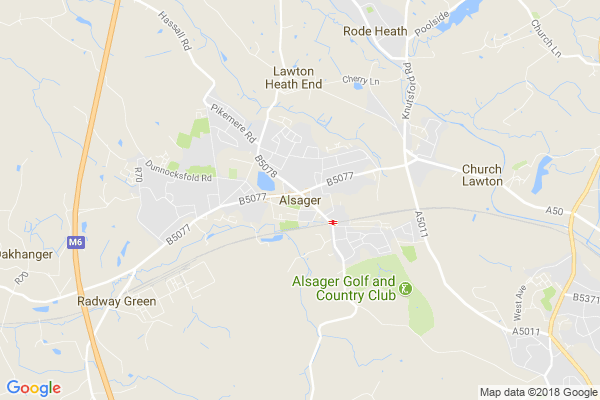 Hassall Rd
Rode Heath
Poolside
Church Ln
Lawton
Heath End
Cherry Ln
Knutsford Rd
Pikemere Rd
B5078
Dunnocksfold Rd
R70
B5077
Church
Lawton
B5077
Alsager
A50
A5011
B5077
M6
Oakhanger
R70
Alsager Golf and
Country Club
Radway Green
West Ave
B5371
A5011
Google
Map data ©2018 Google